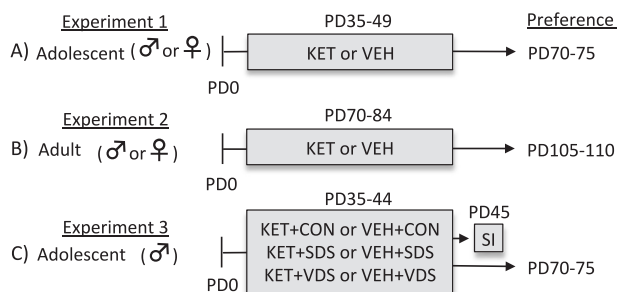 Experiment 1 PD35-49 Preference
A) Adolescent (♂ or ♀) KET or VEH PD70-75
PD0
Experiment 2 PD70-84
B) Adult (♂ or ♀) KET or VEH PD105-110
PD0
Experiment 3 PD35-44 PD45
C) Adolescent (♂) KET+CON or VEH+CON SI
KET+SDS or VEH+SDS
KET+VDS or VEH+VDS PD70-75
PD0